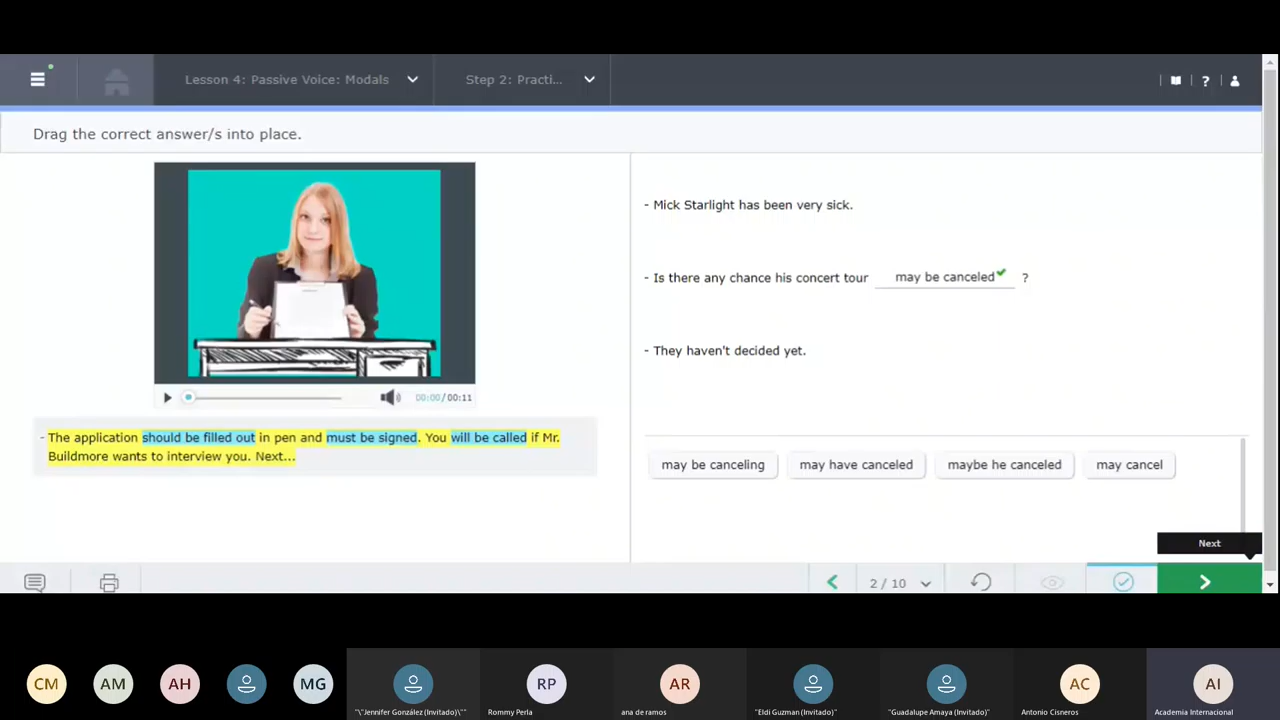 Lesson 4: Passive Voice: Modals
Step 2: Practi...
?
Drag the correct answer/s into place.
00:00/00:11
- The application should be filled out in pen and must be signed. You will be called if Mr.
Buildmore wants to interview you. Next...
- Mick Starlight has been very sick.
- Is there any chance his concert tour may be canceled ?
- They haven't decided yet.
may be canceling
may have canceled
maybe he canceled
may cancel
Next
2 / 10
CM
AM
AH
MG
RP
AR
AC
AI
"\"Jennifer González (Invitado)\""
Rommy Perla
ana de ramos
"Eldi Guzman (Invitado)"
"Guadalupe Amaya (Invitado)"
Antonio Cisneros
Academia Internacional